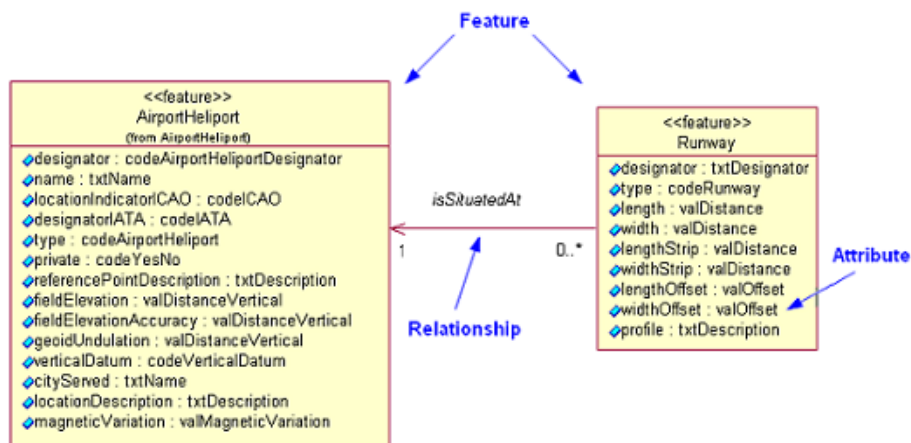 Feature
<<feature>>
AirportHeliport
(from AirportHeliport)
designator : codeAirportHeliportDesignator
name : txtName
locationIndicatorICAO : codeICAO
designatorIATA : codeIATA
type : codeAirportHeliport
private : codeYesNo
referencePointDescription : txtDescription
fieldElevation : valDistanceVertical
fieldElevationAccuracy : valDistanceVertical
geoidUndulation : valDistanceVertical
verticalDatum : codeVerticalDatum
cityServed : txtName
locationDescription : txtDescription
magneticVariation : valMagneticVariation
isSituatedAt
1
0..*
Relationship
<<feature>>
Runway
designator : txtDesignator
type : codeRunway
length : valDistance
width : valDistance
lengthStrip : valDistance
widthStrip : valDistance
lengthOffset : valOffset
widthOffset : valOffset
profile : txtDescription
Attribute